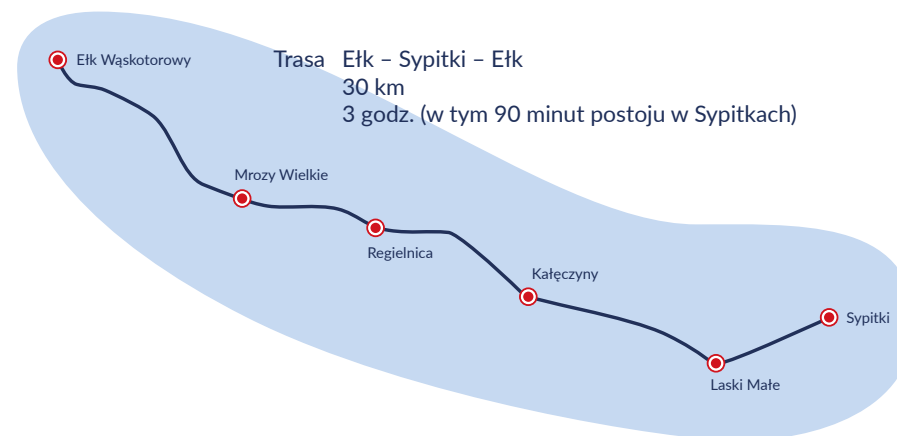 Ełk Wąskotorowy
Trasa Ełk – Sypitki – Ełk
30 km
3 godz. (w tym 90 minut postoju w Sypitkach)
Mrozy Wielkie
Regielnica
Kałęczyny
Sypitki
Laski Małe